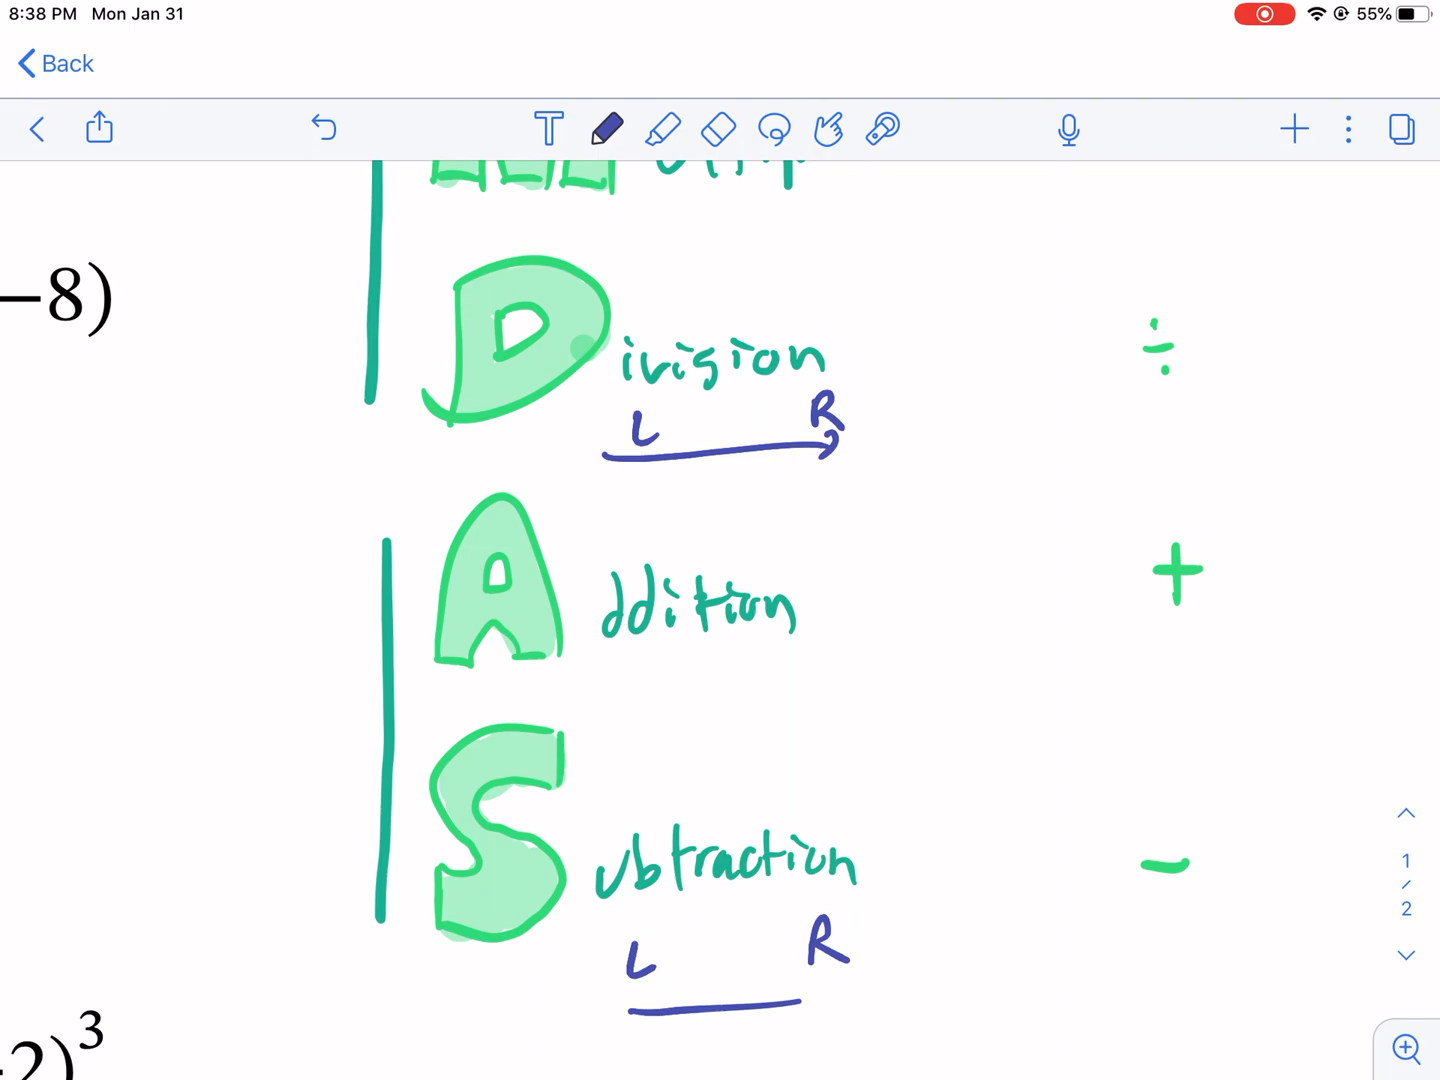 8:38 PM Mon Jan 31 55%
Back
−8)
Division ÷
L R
Addition +
Subtraction −
L R
1
/
2
2)³